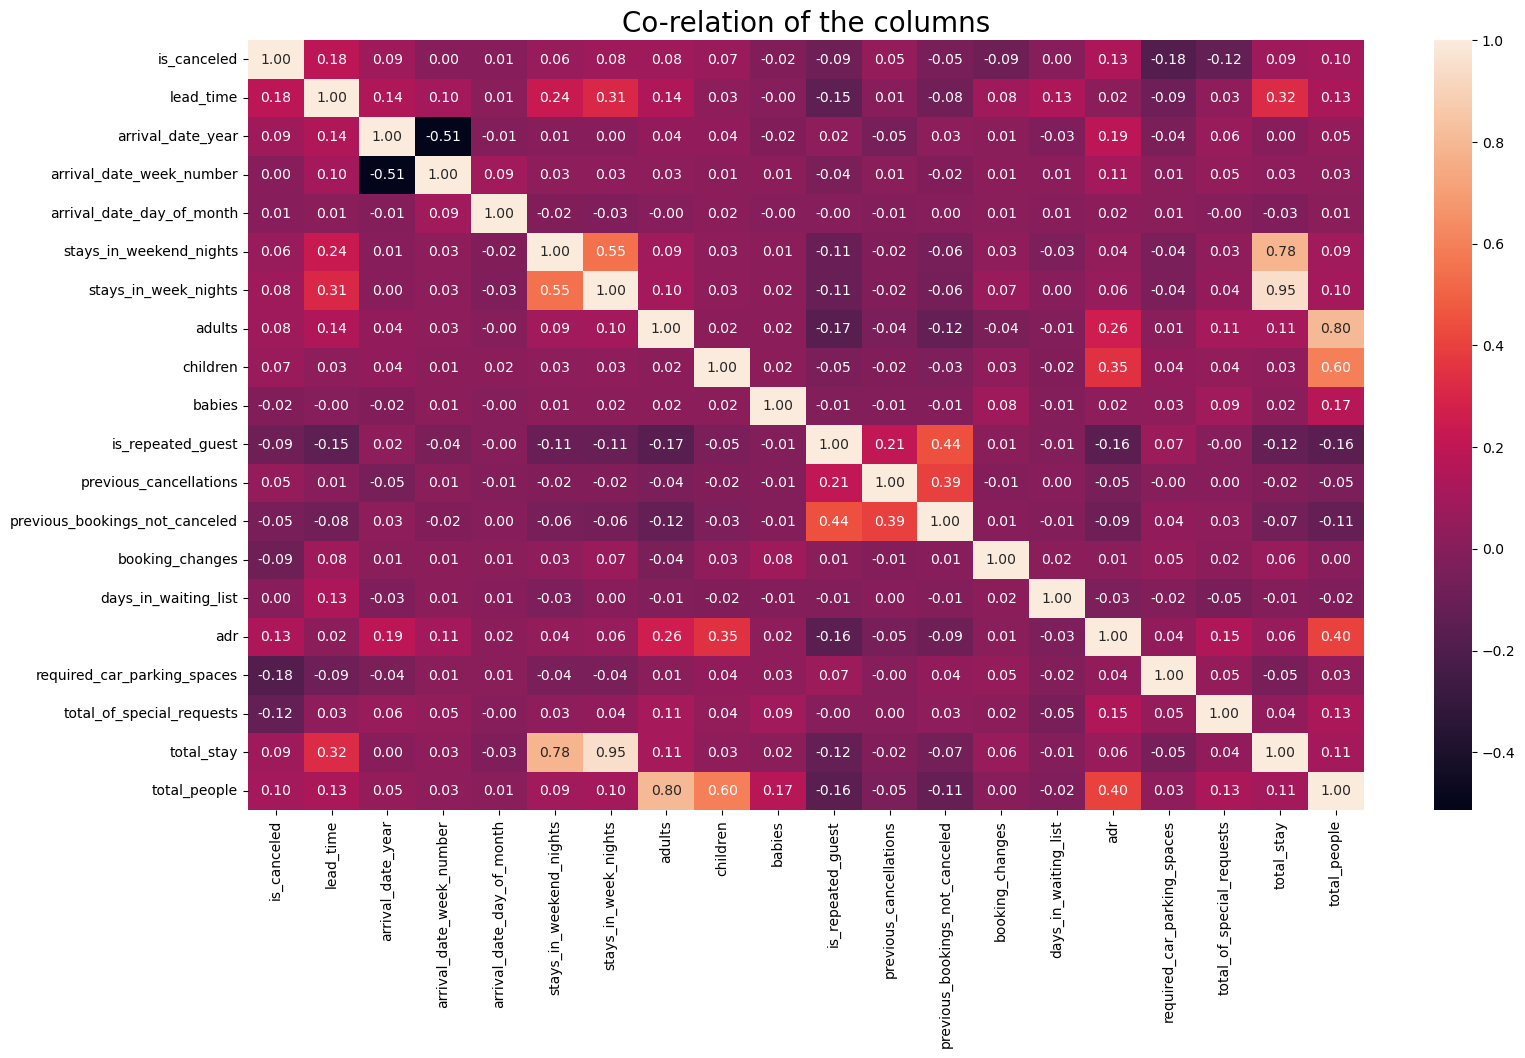 Co-relation of the columns
is_canceled 1.00 0.18 0.09 0.00 0.01 0.06 0.08 0.08 0.07 -0.02 -0.09 0.05 -0.05 -0.09 0.00 0.13 -0.18 -0.12 0.09 0.10
lead_time 0.18 1.00 0.14 0.10 0.01 0.24 0.31 0.14 0.03 -0.00 -0.15 0.01 -0.08 0.08 0.13 0.02 -0.09 0.03 0.32 0.13
arrival_date_year 0.09 0.14 1.00 -0.51 -0.01 0.01 0.00 0.04 0.04 -0.02 0.02 -0.05 0.03 0.01 -0.03 0.19 -0.04 0.06 0.00 0.05
arrival_date_week_number 0.00 0.10 -0.51 1.00 0.09 0.03 0.03 0.03 0.01 0.01 -0.04 0.01 -0.02 0.01 0.01 0.11 0.01 0.05 0.03 0.03
arrival_date_day_of_month 0.01 0.01 -0.01 0.09 1.00 -0.02 -0.03 -0.00 0.02 -0.00 -0.00 -0.01 0.00 0.01 0.01 0.02 0.01 -0.00 -0.03 0.01
stays_in_weekend_nights 0.06 0.24 0.01 0.03 -0.02 1.00 0.55 0.09 0.03 0.01 -0.11 -0.02 -0.06 0.03 -0.03 0.04 -0.04 0.03 0.78 0.09
stays_in_week_nights 0.08 0.31 0.00 0.03 -0.03 0.55 1.00 0.10 0.03 0.02 -0.11 -0.02 -0.06 0.07 0.00 0.06 -0.04 0.04 0.95 0.10
adults 0.08 0.14 0.04 0.03 -0.00 0.09 0.10 1.00 0.02 0.02 -0.17 -0.04 -0.12 -0.04 -0.01 0.26 0.01 0.11 0.11 0.80
children 0.07 0.03 0.04 0.01 0.02 0.03 0.03 0.02 1.00 0.02 -0.05 -0.02 -0.03 0.03 -0.02 0.35 0.04 0.04 0.03 0.60
babies -0.02 -0.00 -0.02 0.01 -0.00 0.01 0.02 0.02 0.02 1.00 -0.01 -0.01 -0.01 0.08 -0.01 0.02 0.03 0.09 0.02 0.17
is_repeated_guest -0.09 -0.15 0.02 -0.04 -0.00 -0.11 -0.11 -0.17 -0.05 -0.01 1.00 0.21 0.44 0.01 -0.01 -0.16 0.07 -0.00 -0.12 -0.16
previous_cancellations 0.05 0.01 -0.05 0.01 -0.01 -0.02 -0.02 -0.04 -0.02 -0.01 0.21 1.00 0.39 -0.01 0.00 -0.05 -0.00 0.00 -0.02 -0.05
previous_bookings_not_canceled -0.05 -0.08 0.03 -0.02 0.00 -0.06 -0.06 -0.12 -0.03 -0.01 0.44 0.39 1.00 0.01 -0.01 -0.09 0.04 0.03 -0.07 -0.11
booking_changes -0.09 0.08 0.01 0.01 0.01 0.03 0.07 -0.04 0.03 0.08 0.01 -0.01 0.01 1.00 0.02 0.01 0.05 0.02 0.06 0.00
days_in_waiting_list 0.00 0.13 -0.03 0.01 0.01 -0.03 0.00 -0.01 -0.02 -0.01 -0.01 0.00 -0.01 0.02 1.00 -0.03 -0.02 -0.05 -0.01 -0.02
adr 0.13 0.02 0.19 0.11 0.02 0.04 0.06 0.26 0.35 0.02 -0.16 -0.05 -0.09 0.01 -0.03 1.00 0.04 0.15 0.06 0.40
required_car_parking_spaces -0.18 -0.09 -0.04 0.01 0.01 -0.04 -0.04 0.01 0.04 0.03 0.07 -0.00 0.04 0.05 -0.02 0.04 1.00 0.05 -0.05 0.03
total_of_special_requests -0.12 0.03 0.06 0.05 -0.00 0.03 0.04 0.11 0.04 0.09 -0.00 0.00 0.03 0.02 -0.05 0.15 0.05 1.00 0.04 0.13
total_stay 0.09 0.32 0.00 0.03 -0.03 0.78 0.95 0.11 0.03 0.02 -0.12 -0.02 -0.07 0.06 -0.01 0.06 -0.05 0.04 1.00 0.11
total_people 0.10 0.13 0.05 0.03 0.01 0.09 0.10 0.80 0.60 0.17 -0.16 -0.05 -0.11 0.00 -0.02 0.40 0.03 0.13 0.11 1.00
is_canceled
lead_time
arrival_date_year
arrival_date_week_number
arrival_date_day_of_month
stays_in_weekend_nights
stays_in_week_nights
adults
children
babies
is_repeated_guest
previous_cancellations
previous_bookings_not_canceled
booking_changes
days_in_waiting_list
adr
required_car_parking_spaces
total_of_special_requests
total_stay
total_people
1.0
0.8
0.6
0.4
0.2
0.0
−0.2
−0.4